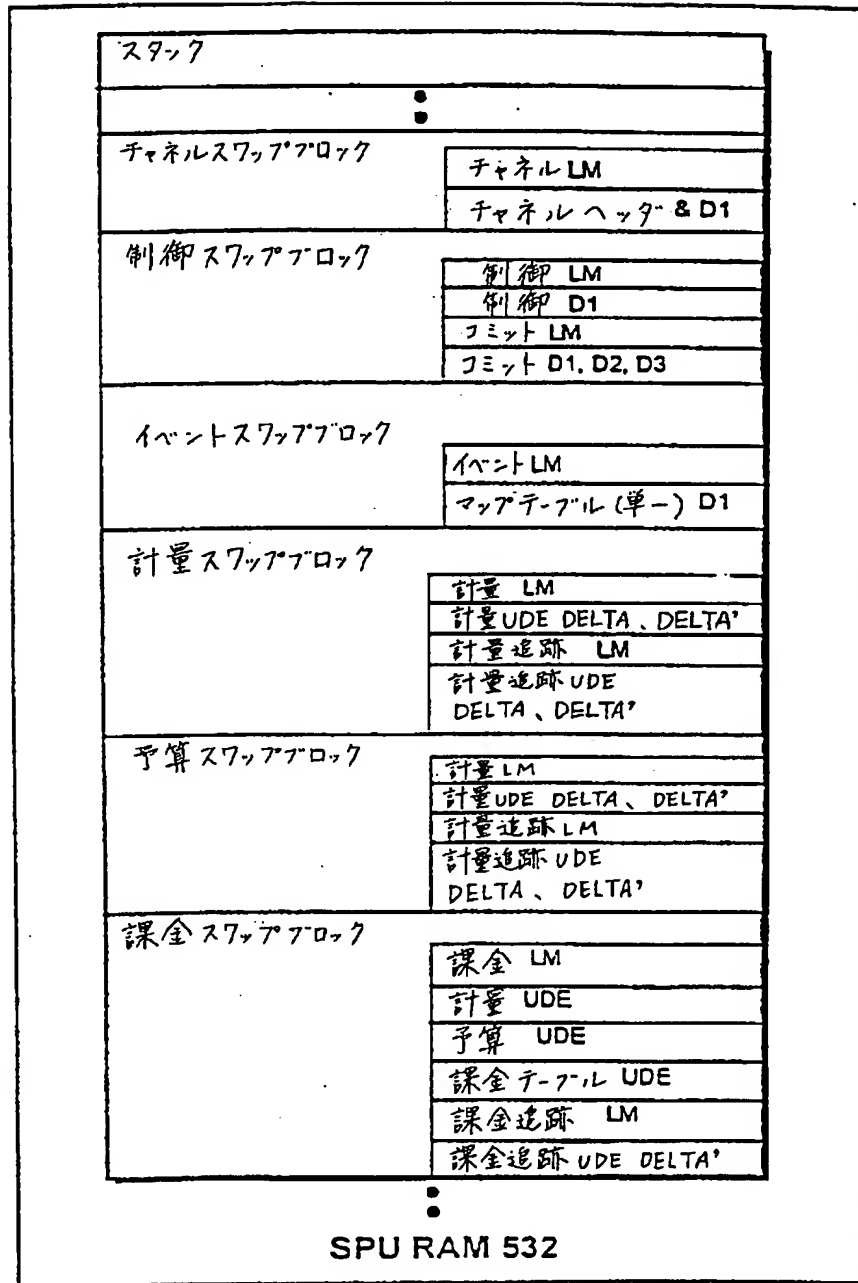 スタック
チャネルスワップブロック
チャネル LM
チャネルヘッダ & D1
制御スワップブロック
制御 LM
制御 D1
コミット LM
コミット D1, D2, D3
イベントスワップブロック
イベント LM
マップテーブル (単一) D1
計量スワップブロック
計量 LM
計量UDE DELTA、DELTA'
計量追跡 LM
計量追跡 UDE
DELTA、DELTA'
予算スワップブロック
計量 LM
計量UDE DELTA、DELTA'
計量追跡 LM
計量追跡 UDE
DELTA、DELTA'
課金スワップブロック
課金 LM
計量 UDE
予算 UDE
課金テーブル UDE
課金追跡 LM
課金追跡 UDE DELTA'
SPU RAM 532